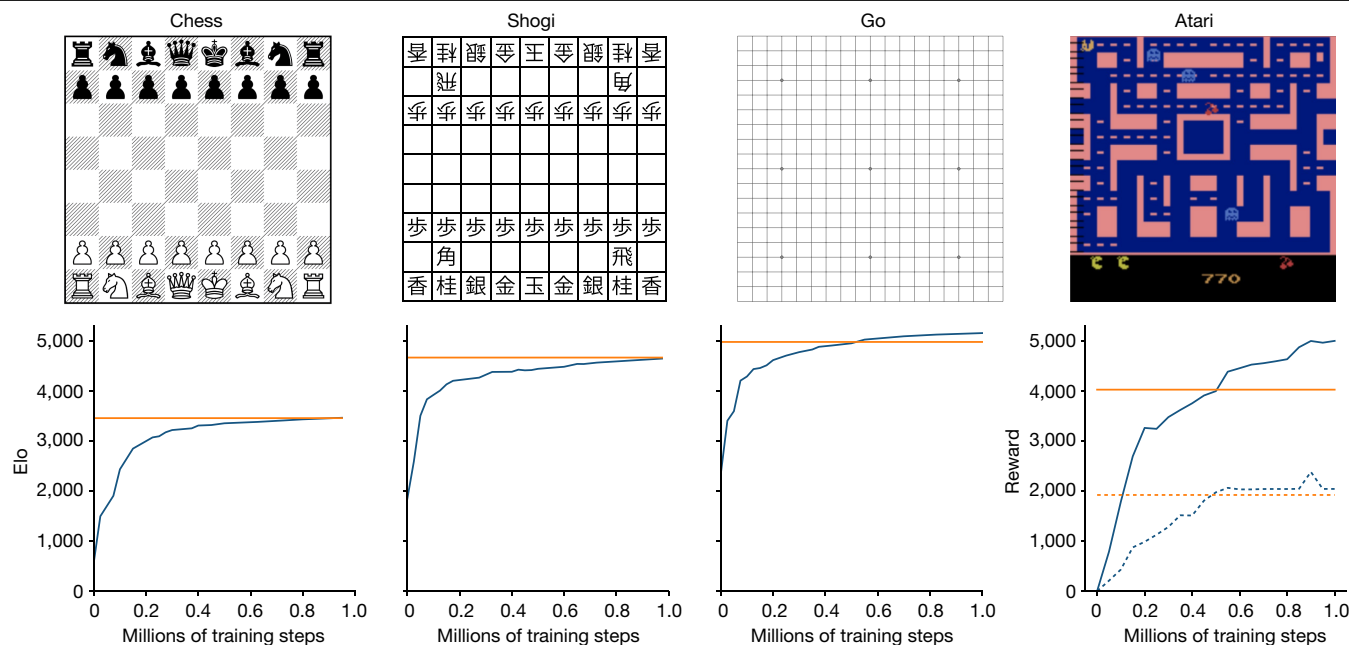 Chess Shogi Go Atari
香 桂 銀 金 玉 金 銀 桂 香
飛 角
歩 歩 歩 歩 歩 歩 歩 歩 歩
歩 歩 歩 歩 歩 歩 歩 歩 歩
角 飛
香 桂 銀 金 玉 金 銀 桂 香
770
Elo
5,000
4,000
3,000
2,000
1,000
0
0 0.2 0.4 0.6 0.8 1.0
Millions of training steps
0 0.2 0.4 0.6 0.8 1.0
Millions of training steps
0 0.2 0.4 0.6 0.8 1.0
Millions of training steps
Reward
5,000
4,000
3,000
2,000
1,000
0
0 0.2 0.4 0.6 0.8 1.0
Millions of training steps